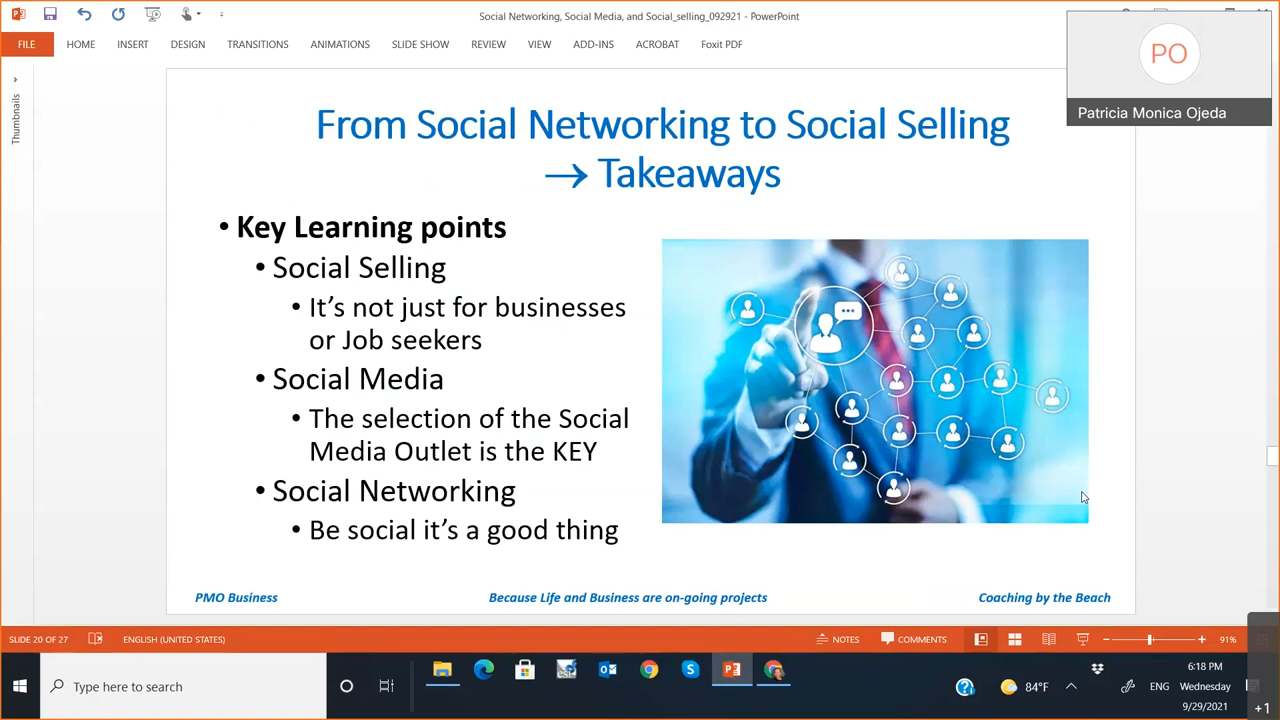 Social Networking, Social Media, and Social_selling_092921 - PowerPoint
FILE
HOME
INSERT
DESIGN
TRANSITIONS
ANIMATIONS
SLIDE SHOW
REVIEW
VIEW
ADD-INS
ACROBAT
Foxit PDF
PO
Patricia Monica Ojeda
Thumbnails
From Social Networking to Social Selling
→ Takeaways
• Key Learning points
• Social Selling
• It's not just for businesses
or Job seekers
• Social Media
• The selection of the Social
Media Outlet is the KEY
• Social Networking
• Be social it's a good thing
PMO Business
Because Life and Business are on-going projects
Coaching by the Beach
SLIDE 20 OF 27
ENGLISH (UNITED STATES)
NOTES
COMMENTS
91%
Type here to search
84°F
ENG
6:18 PM
Wednesday
9/29/2021
+1